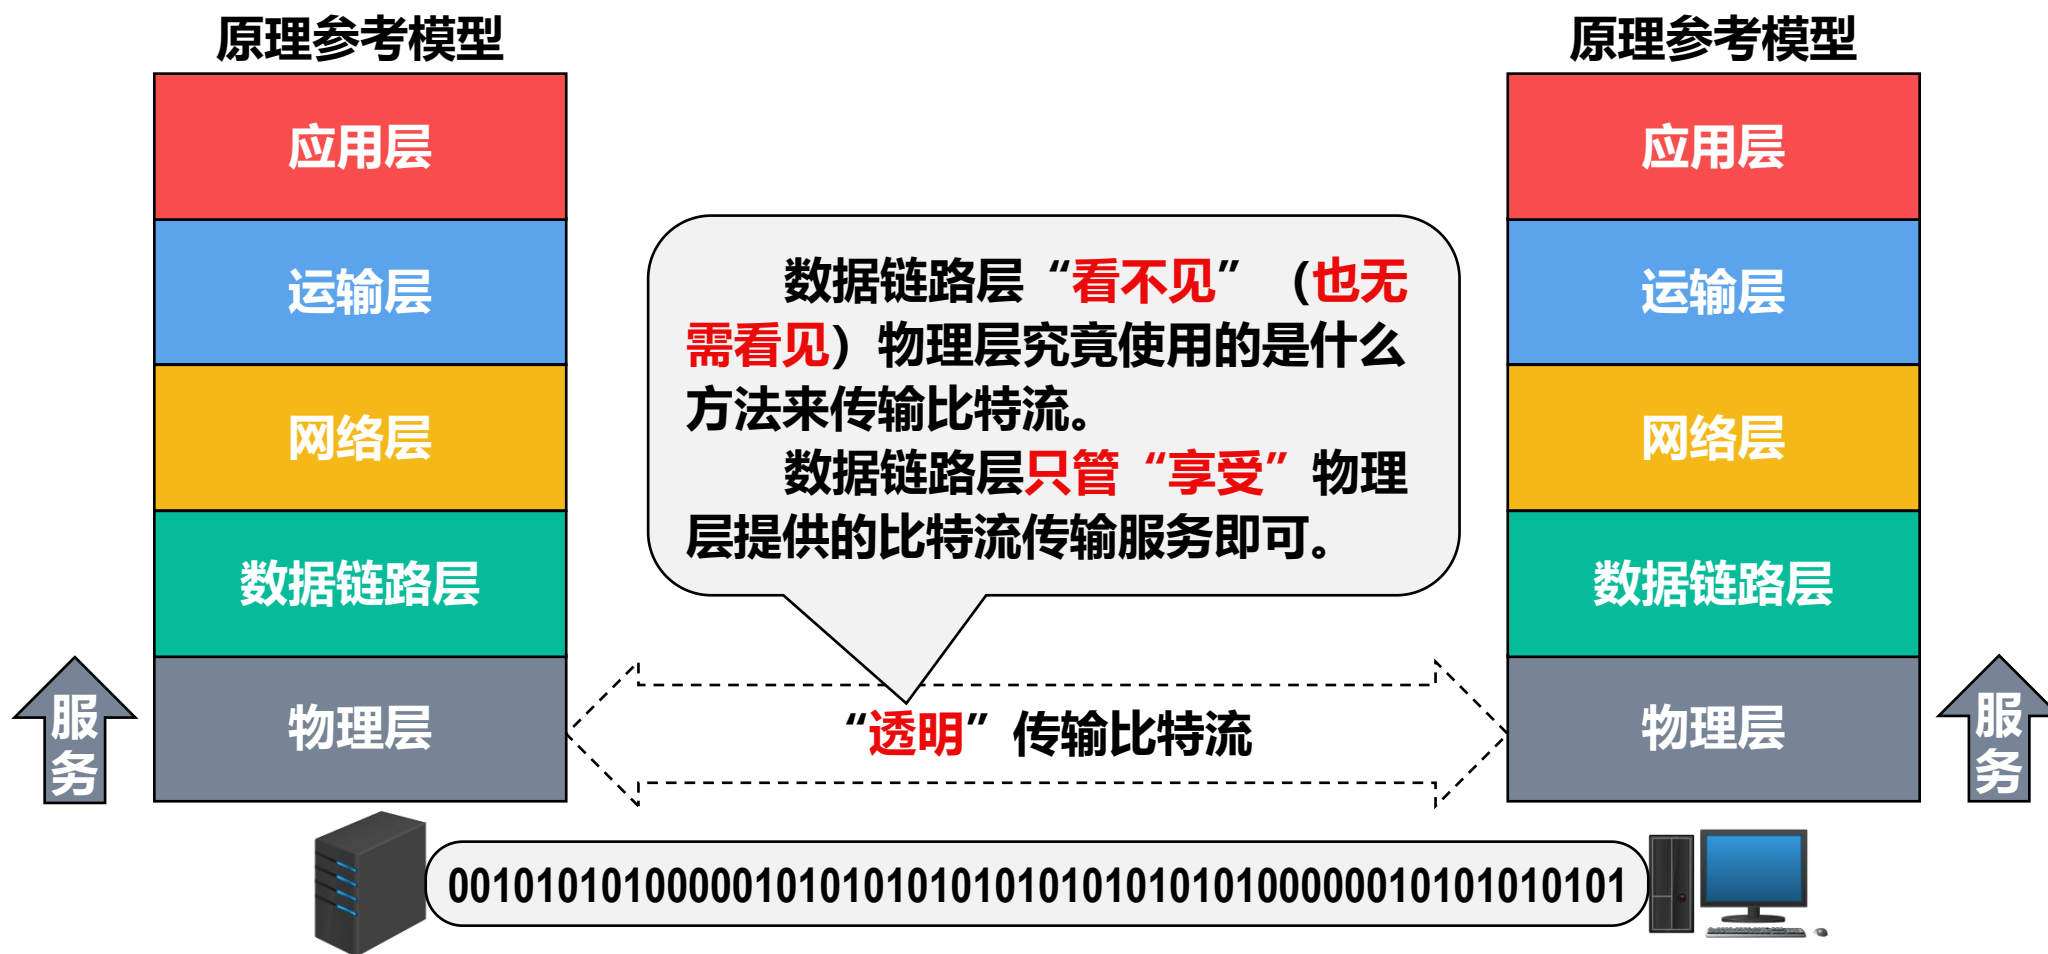 原理参考模型
应用层
运输层
网络层
数据链路层
物理层
服
务
数据链路层“看不见”（也无
需看见）物理层究竟使用的是什么
方法来传输比特流。
数据链路层只管“享受”物理
层提供的比特流传输服务即可。
“透明”传输比特流
原理参考模型
应用层
运输层
网络层
数据链路层
物理层
服
务
0010101010000010101010101010101010100000010101010101